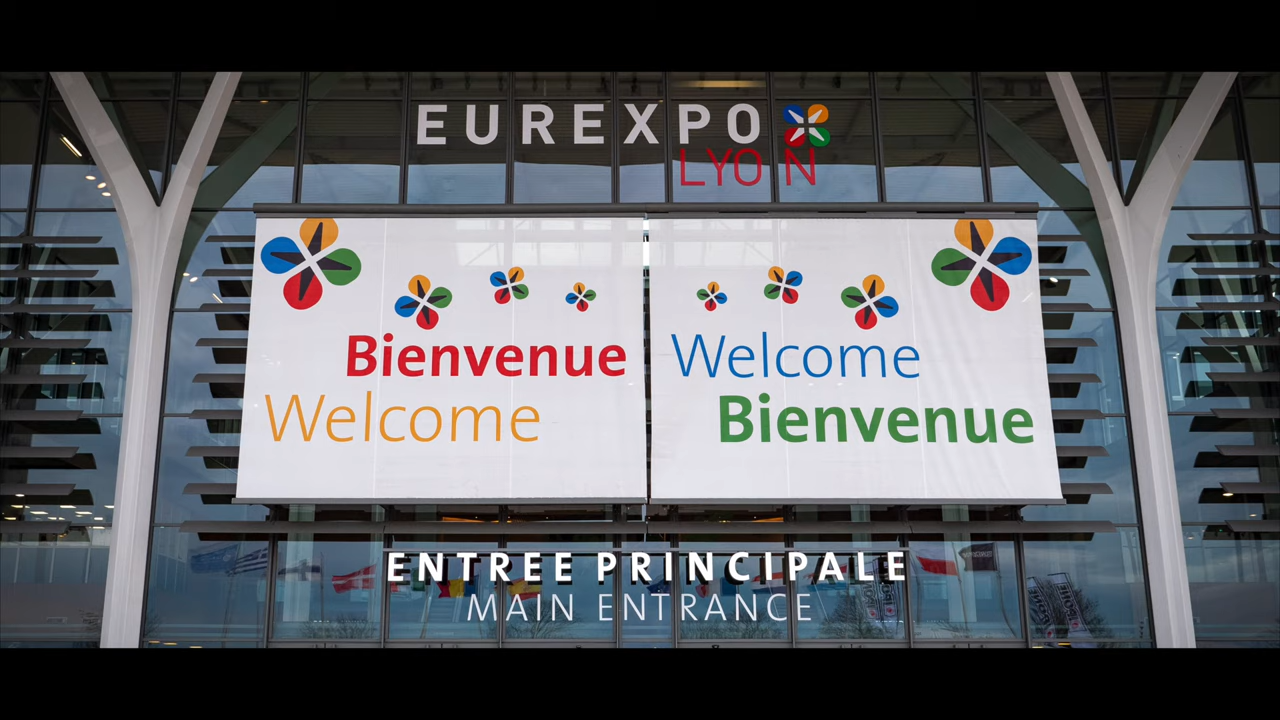 EUREXPO
LYON
Bienvenue
Welcome
Welcome
Bienvenue
ENTREE PRINCIPALE
MAIN ENTRANCE